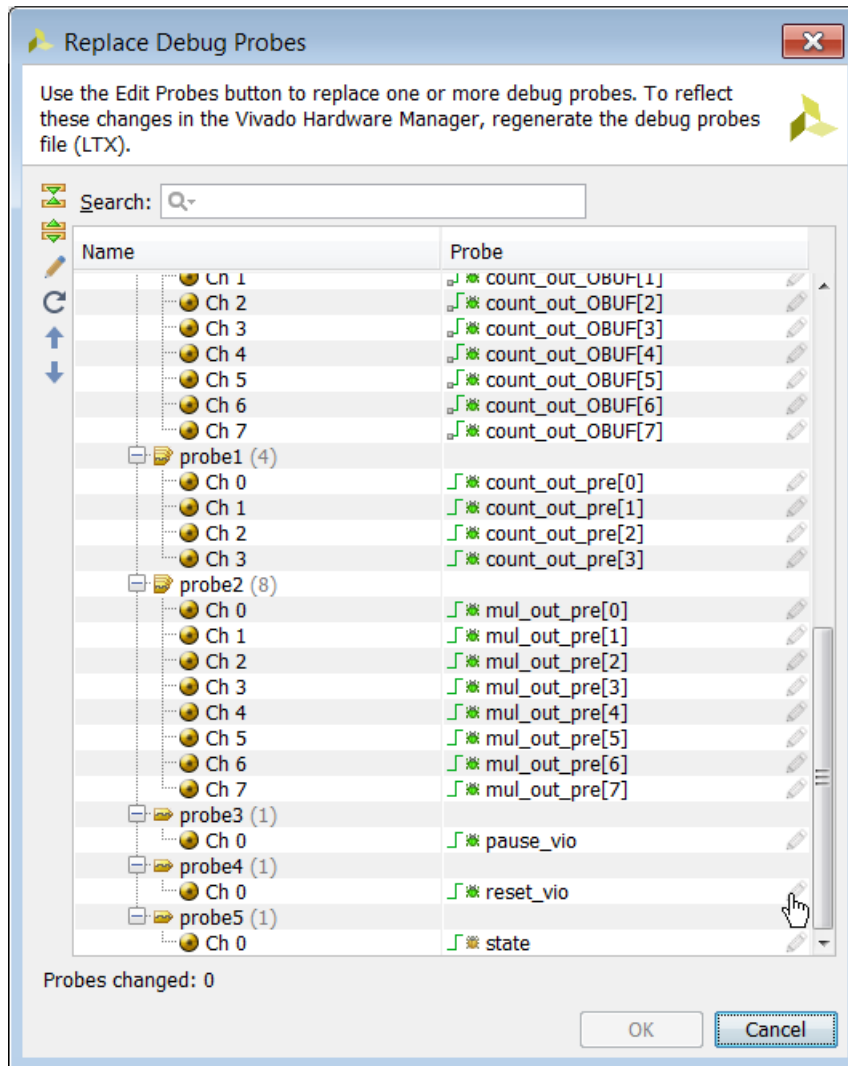 Replace Debug Probes
Use the Edit Probes button to replace one or more debug probes. To reflect
these changes in the Vivado Hardware Manager, regenerate the debug probes
file (LTX).
Search:
Name Probe
Ch 1 count_out_OBUF[1]
Ch 2 count_out_OBUF[2]
Ch 3 count_out_OBUF[3]
Ch 4 count_out_OBUF[4]
Ch 5 count_out_OBUF[5]
Ch 6 count_out_OBUF[6]
Ch 7 count_out_OBUF[7]
probe1 (4)
Ch 0 count_out_pre[0]
Ch 1 count_out_pre[1]
Ch 2 count_out_pre[2]
Ch 3 count_out_pre[3]
probe2 (8)
Ch 0 mul_out_pre[0]
Ch 1 mul_out_pre[1]
Ch 2 mul_out_pre[2]
Ch 3 mul_out_pre[3]
Ch 4 mul_out_pre[4]
Ch 5 mul_out_pre[5]
Ch 6 mul_out_pre[6]
Ch 7 mul_out_pre[7]
probe3 (1)
Ch 0 pause_vio
probe4 (1)
Ch 0 reset_vio
probe5 (1)
Ch 0 state
Probes changed: 0
OK Cancel